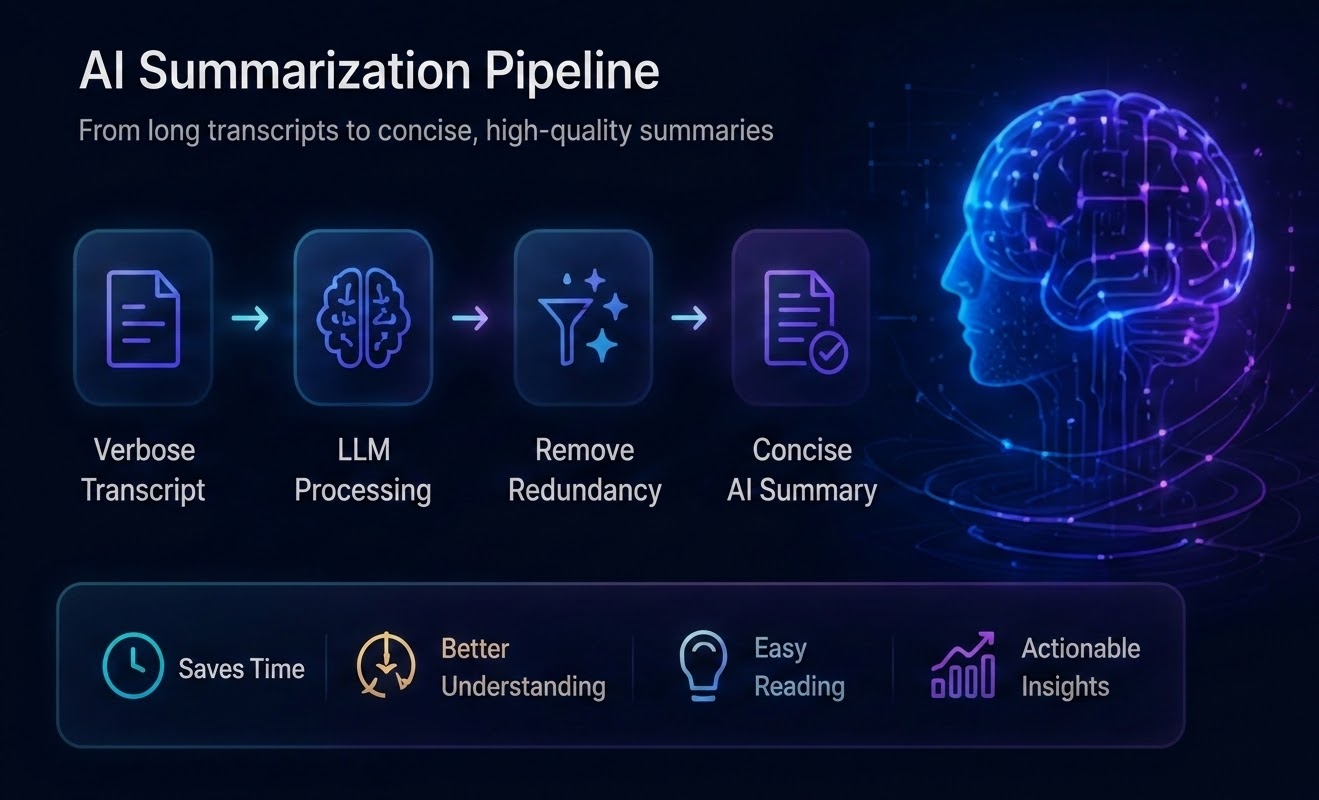 AI Summarization Pipeline
From long transcripts to concise, high-quality summaries
Verbose
Transcript
LLM
Processing
Remove
Redundancy
Concise
AI Summary
Saves Time
Better
Understanding
Easy
Reading
Actionable
Insights